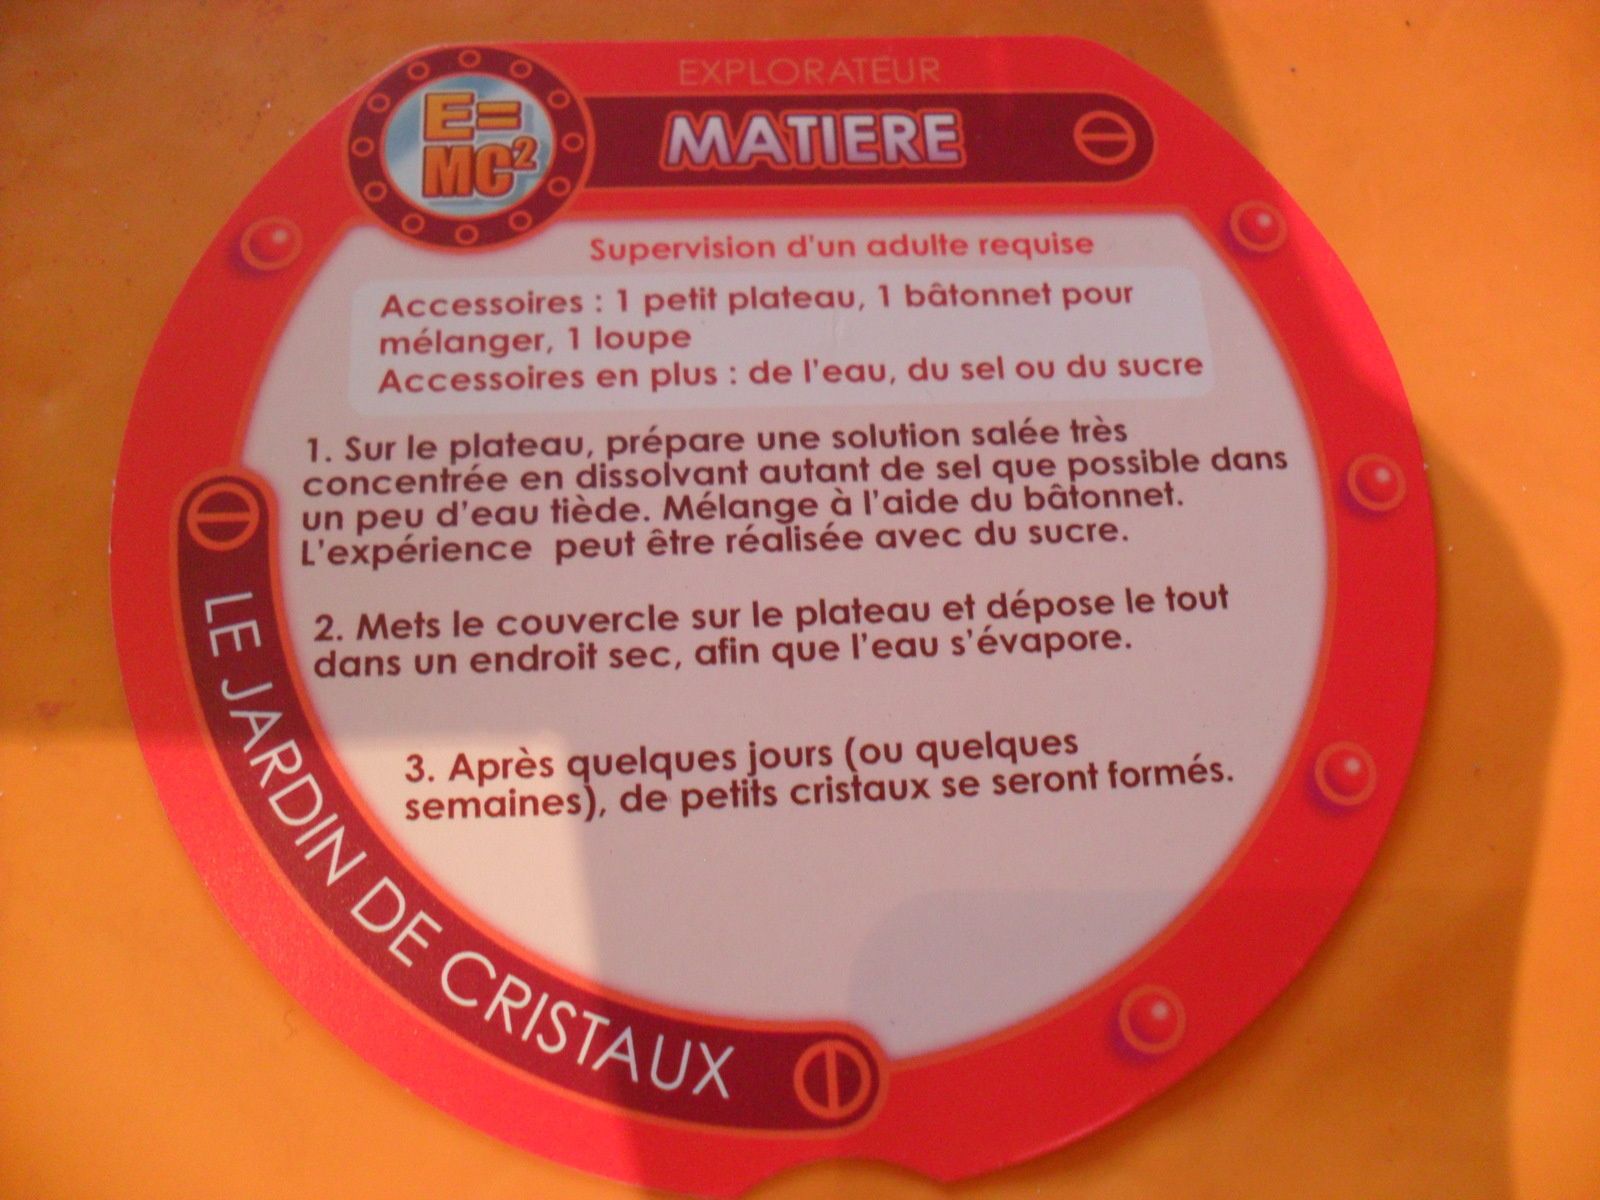 EXPLORATEUR
E=
MC²
MATIERE
Supervision d'un adulte requise
Accessoires : 1 petit plateau, 1 bâtonnet pour
mélanger, 1 loupe
Accessoires en plus : de l'eau, du sel ou du sucre
1. Sur le plateau, prépare une solution salée très
concentrée en dissolvant autant de sel que possible dans
un peu d'eau tiède. Mélange à l'aide du bâtonnet.
L'expérience peut être réalisée avec du sucre.
2. Mets le couvercle sur le plateau et dépose le tout
dans un endroit sec, afin que l'eau s'évapore.
3. Après quelques jours (ou quelques
semaines), de petits cristaux se seront formés.
LE JARDIN DE CRISTAUX